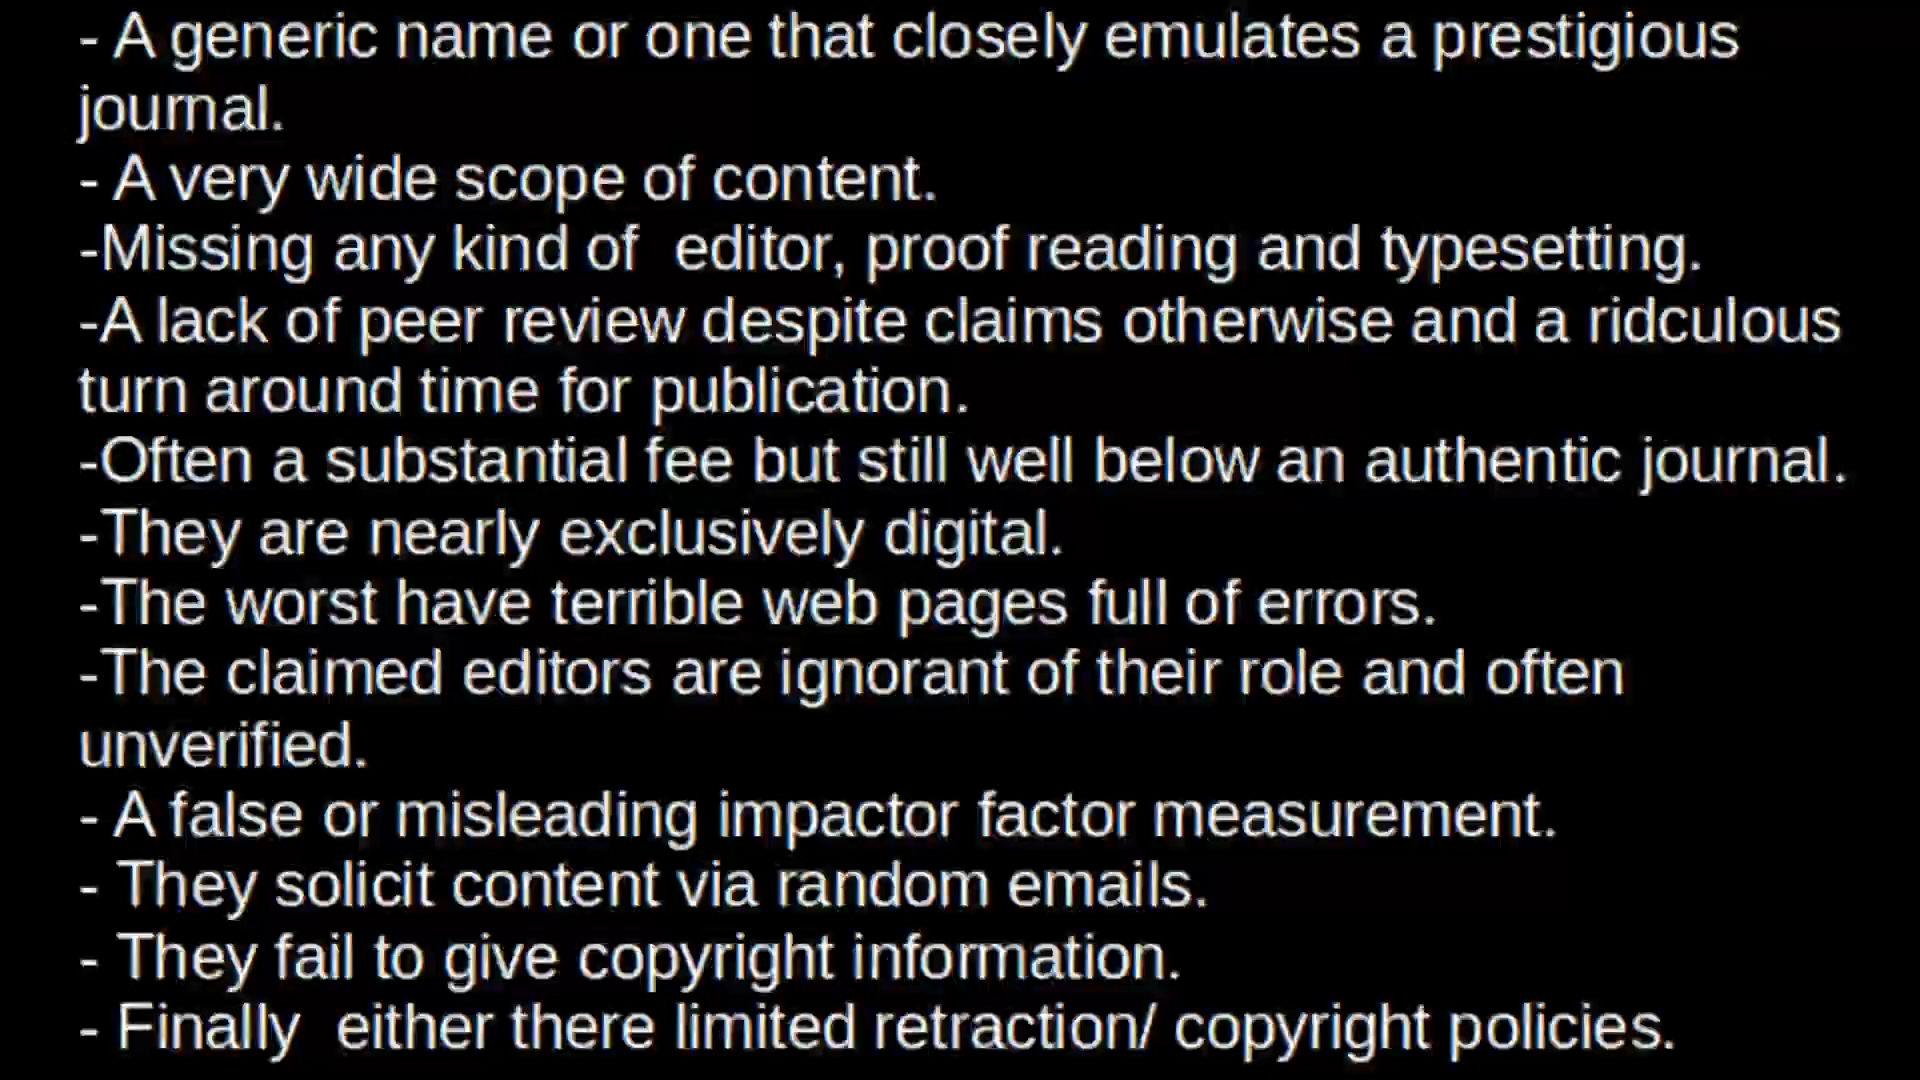 - A generic name or one that closely emulates a prestigious
journal.
- A very wide scope of content.
-Missing any kind of  editor, proof reading and typesetting.
-A lack of peer review despite claims otherwise and a ridculous
turn around time for publication.
-Often a substantial fee but still well below an authentic journal.
-They are nearly exclusively digital.
-The worst have terrible web pages full of errors.
-The claimed editors are ignorant of their role and often
unverified.
- A false or misleading impactor factor measurement.
- They solicit content via random emails.
- They fail to give copyright information.
- Finally  either there limited retraction/ copyright policies.